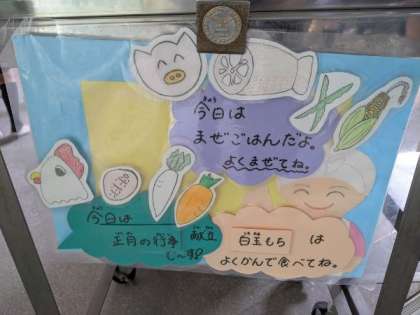 今日は
まぜごはんだよ。
よくまぜてね。
今日は
正月の行事 献立
じ〜す!
白玉もち は
よくかんで食べてね。